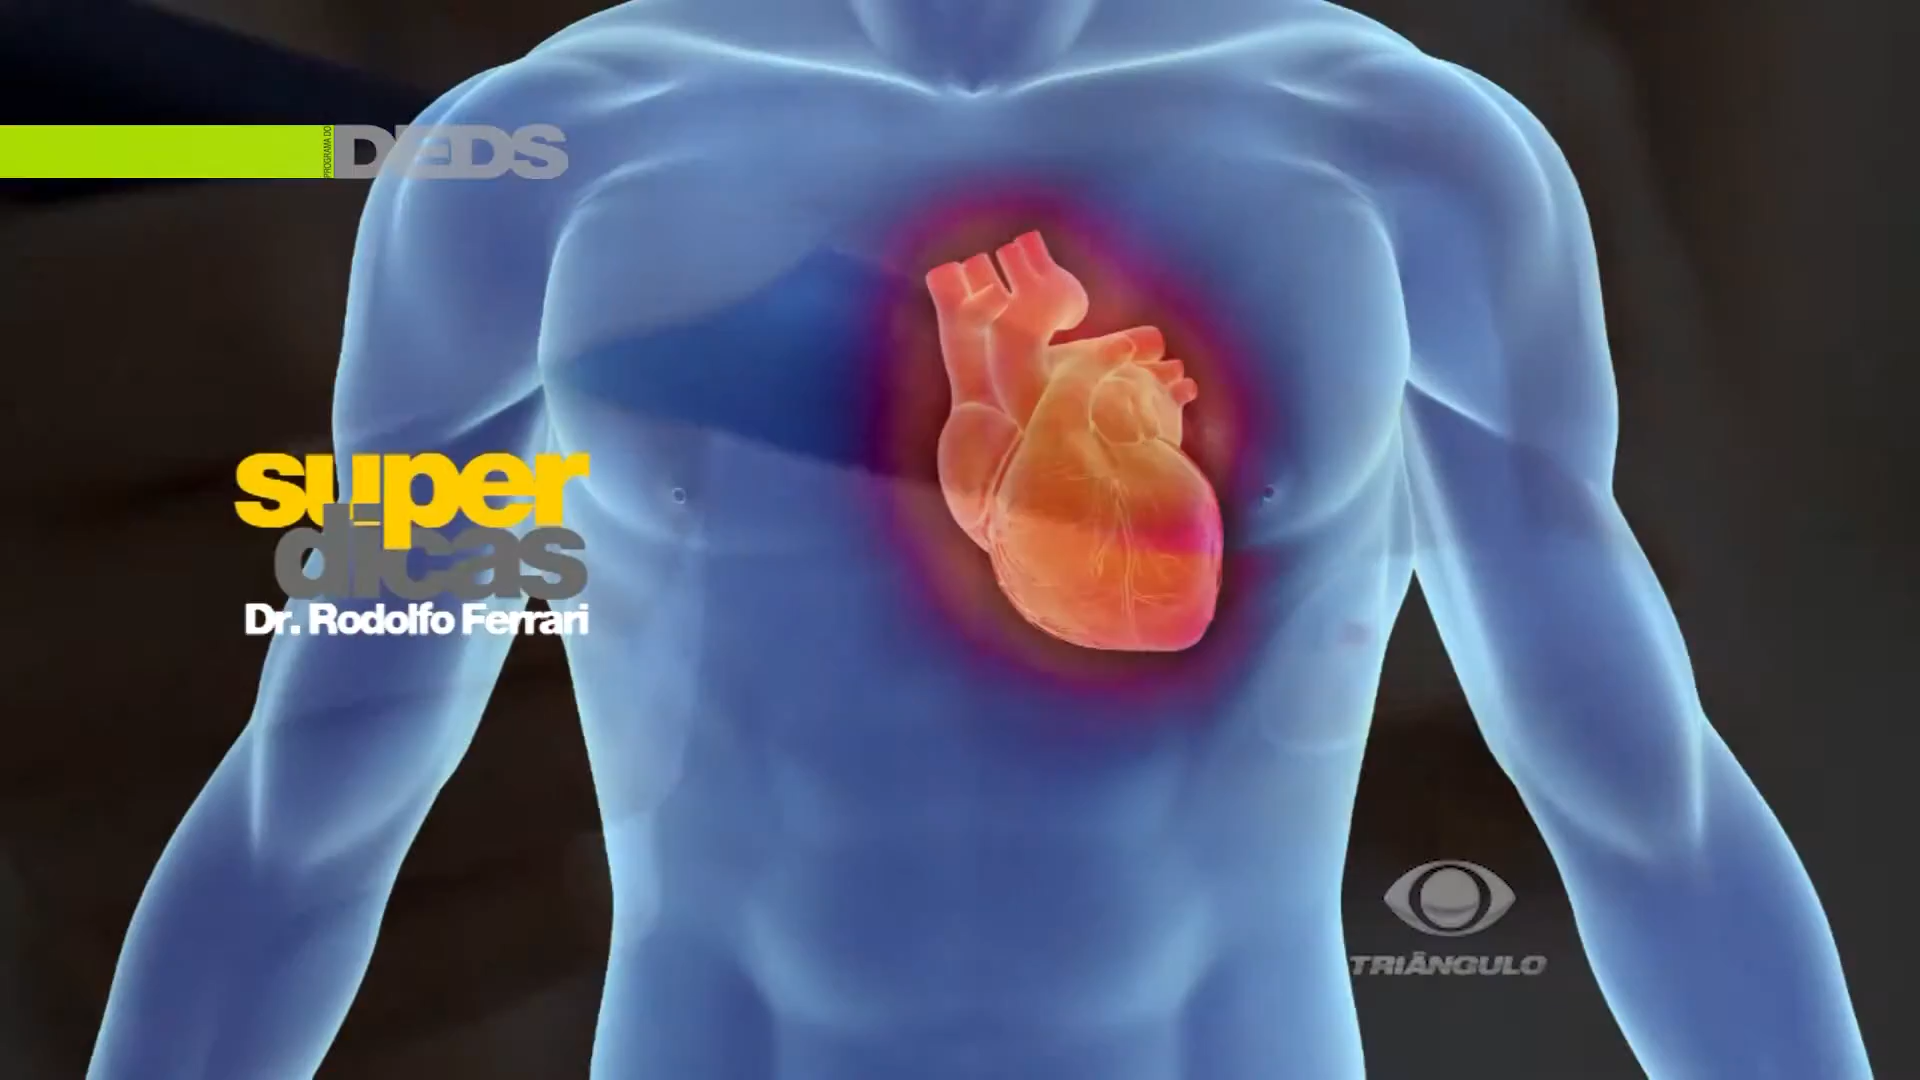 PROGRAMA DO
DEDS
super
dicas
Dr. Rodolfo Ferrari
TRIÂNGULO